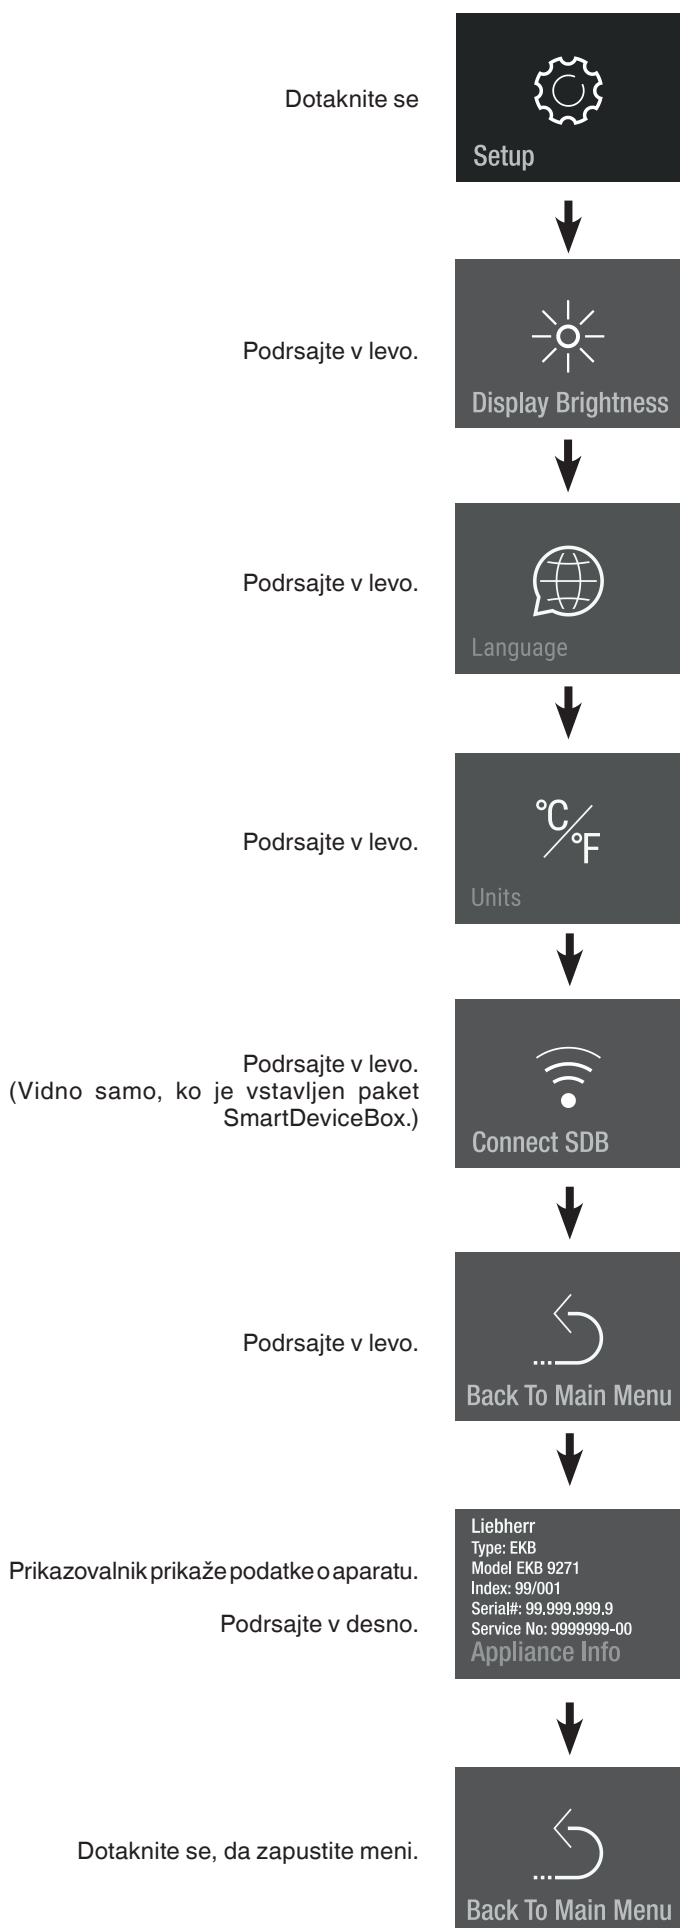 Dotaknite se
Setup
Podrsajte v levo.
Display Brightness
Podrsajte v levo.
Language
Podrsajte v levo.
°C/°F
Units
Podrsajte v levo.
(Vidno samo, ko je vstavljen paket
SmartDeviceBox.)
Connect SDB
Podrsajte v levo.
Back To Main Menu
Prikazovalnik prikaže podatke o aparatu.
Podrsajte v desno.
Liebherr
Type: EKB
Model EKB 9271
Index: 99/001
Serial#: 99.999.999.9
Service No: 9999999-00
Appliance Info
Dotaknite se, da zapustite meni.
Back To Main Menu